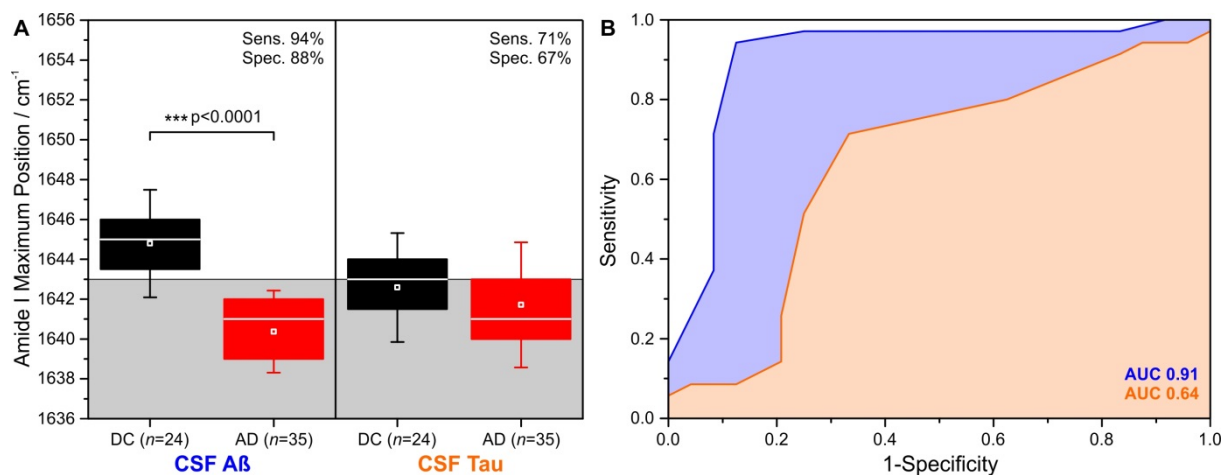 A
Sens. 94%
Spec. 88%
Sens. 71%
Spec. 67%
***p<0.0001
Amide I Maximum Position / cm⁻¹
1656
1654
1652
1650
1648
1646
1644
1642
1640
1638
1636
DC (n=24)
AD (n=35)
DC (n=24)
AD (n=35)
CSF Aß
CSF Tau
B
Sensitivity
1.0
0.8
0.6
0.4
0.2
0.0
AUC 0.91
AUC 0.64
0.0 0.2 0.4 0.6 0.8 1.0
1-Specificity